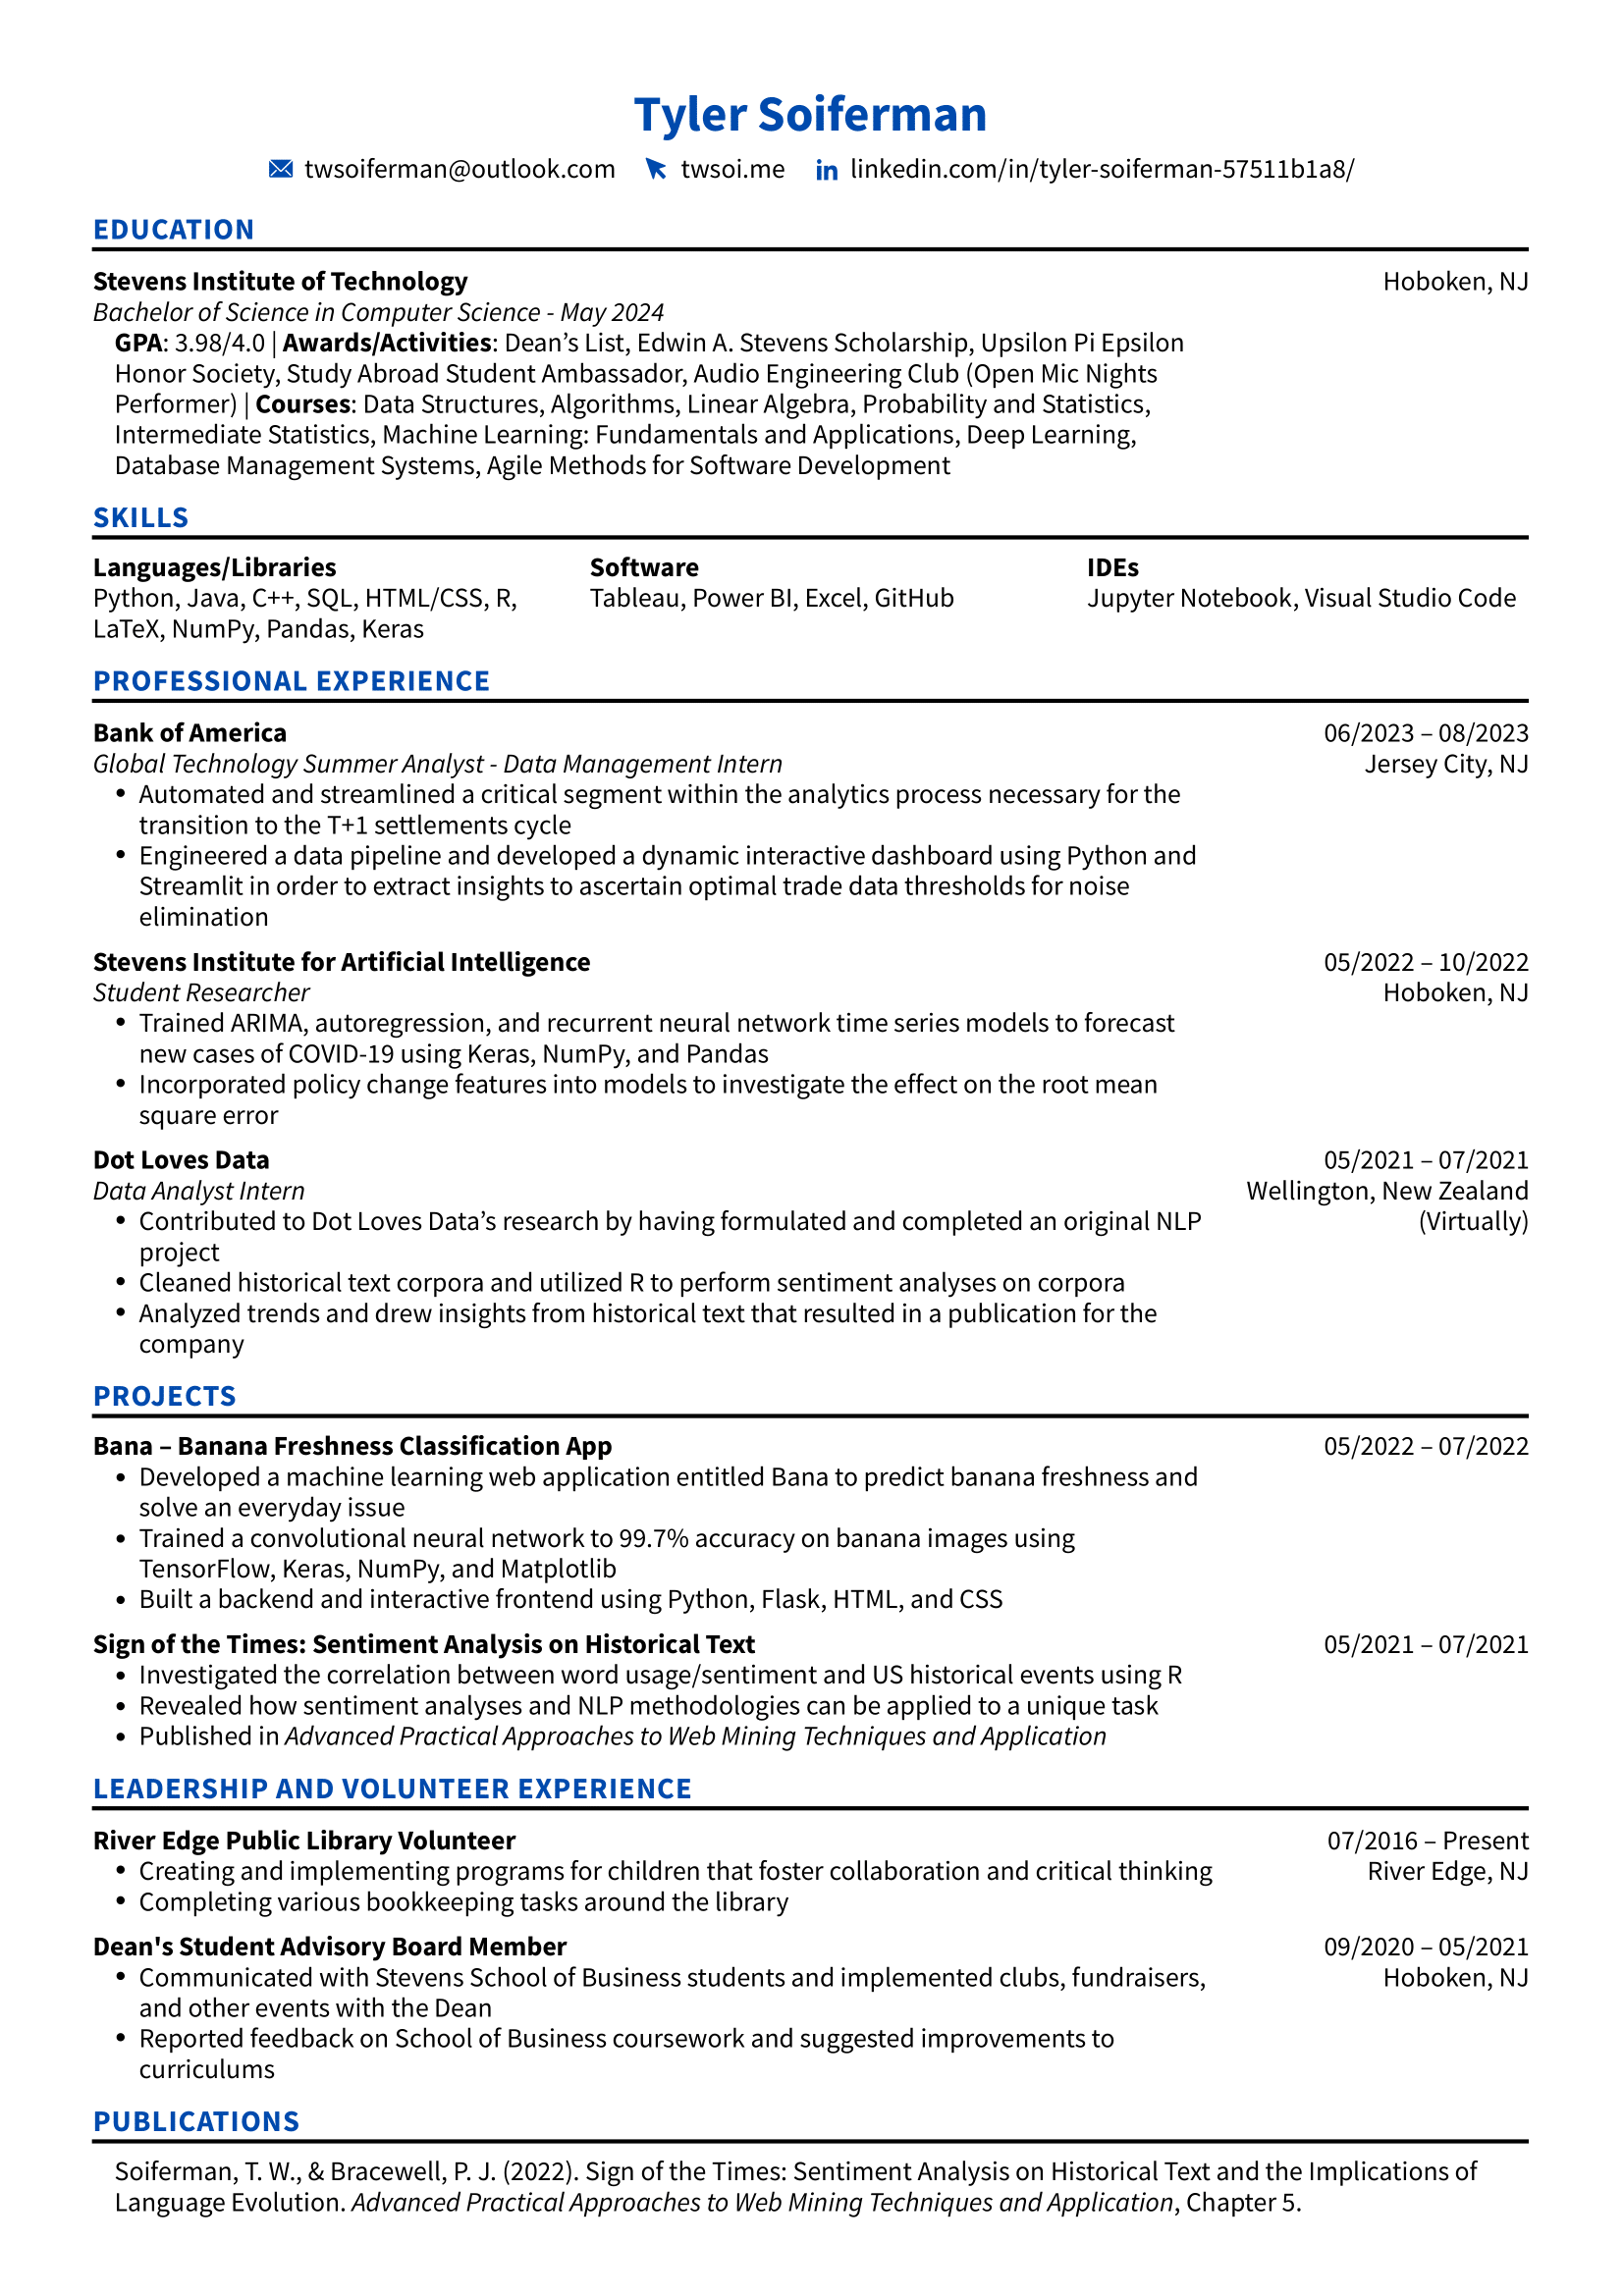 Tyler Soiferman
twsoiferman@outlook.com twsoi.me linkedin.com/in/tyler-soiferman-57511b1a8/
EDUCATION
Stevens Institute of Technology Hoboken, NJ
Bachelor of Science in Computer Science - May 2024
GPA: 3.98/4.0 | Awards/Activities: Dean’s List, Edwin A. Stevens Scholarship, Upsilon Pi Epsilon
Honor Society, Study Abroad Student Ambassador, Audio Engineering Club (Open Mic Nights
Performer) | Courses: Data Structures, Algorithms, Linear Algebra, Probability and Statistics,
Intermediate Statistics, Machine Learning: Fundamentals and Applications, Deep Learning,
Database Management Systems, Agile Methods for Software Development
SKILLS
Languages/Libraries Software IDEs
Python, Java, C++, SQL, HTML/CSS, R, Tableau, Power BI, Excel, GitHub Jupyter Notebook, Visual Studio Code
LaTeX, NumPy, Pandas, Keras
PROFESSIONAL EXPERIENCE
Bank of America 06/2023 – 08/2023
Global Technology Summer Analyst - Data Management Intern Jersey City, NJ
• Automated and streamlined a critical segment within the analytics process necessary for the
transition to the T+1 settlements cycle
• Engineered a data pipeline and developed a dynamic interactive dashboard using Python and
Streamlit in order to extract insights to ascertain optimal trade data thresholds for noise
elimination
Stevens Institute for Artificial Intelligence 05/2022 – 10/2022
Student Researcher Hoboken, NJ
• Trained ARIMA, autoregression, and recurrent neural network time series models to forecast
new cases of COVID-19 using Keras, NumPy, and Pandas
• Incorporated policy change features into models to investigate the effect on the root mean
square error
Dot Loves Data 05/2021 – 07/2021
Data Analyst Intern Wellington, New Zealand
• Contributed to Dot Loves Data’s research by having formulated and completed an original NLP (Virtually)
project
• Cleaned historical text corpora and utilized R to perform sentiment analyses on corpora
• Analyzed trends and drew insights from historical text that resulted in a publication for the
company
PROJECTS
Bana – Banana Freshness Classification App 05/2022 – 07/2022
• Developed a machine learning web application entitled Bana to predict banana freshness and
solve an everyday issue
• Trained a convolutional neural network to 99.7% accuracy on banana images using
TensorFlow, Keras, NumPy, and Matplotlib
• Built a backend and interactive frontend using Python, Flask, HTML, and CSS
Sign of the Times: Sentiment Analysis on Historical Text 05/2021 – 07/2021
• Investigated the correlation between word usage/sentiment and US historical events using R
• Revealed how sentiment analyses and NLP methodologies can be applied to a unique task
• Published in Advanced Practical Approaches to Web Mining Techniques and Application
LEADERSHIP AND VOLUNTEER EXPERIENCE
River Edge Public Library Volunteer 07/2016 – Present
• Creating and implementing programs for children that foster collaboration and critical thinking River Edge, NJ
• Completing various bookkeeping tasks around the library
Dean's Student Advisory Board Member 09/2020 – 05/2021
• Communicated with Stevens School of Business students and implemented clubs, fundraisers, Hoboken, NJ
and other events with the Dean
• Reported feedback on School of Business coursework and suggested improvements to
curriculums
PUBLICATIONS
Soiferman, T. W., & Bracewell, P. J. (2022). Sign of the Times: Sentiment Analysis on Historical Text and the Implications of
Language Evolution. Advanced Practical Approaches to Web Mining Techniques and Application, Chapter 5.